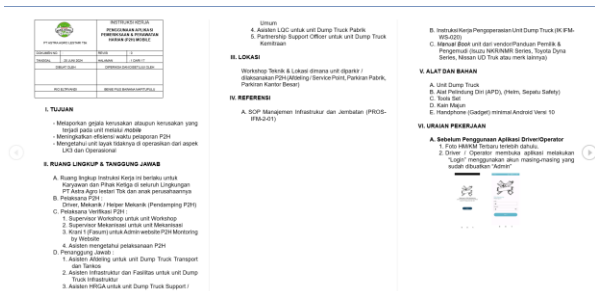 INSTRUKSI KERJA
PENGGUNAAN APLIKASI
PEMERIKSAAN & PERAWATAN
HARIAN (P2H) MOBILE
PT ASTRA AGRO LESTARI Tbk
I. TUJUAN
- Melaporkan gejala kerusakan ataupun kerusakan yang
terjadi pada unit melalui mobile
- Meningkatkan efisiensi waktu pelaporan P2H
- Mengetahui unit layak tidaknya di operasikan dari aspek
LK3 dan Operasional
II. RUANG LINGKUP & TANGGUNG JAWAB
A. Ruang lingkup Instruksi Kerja ini berlaku untuk
Karyawan dan Pihak Ketiga di seluruh Lingkungan
PT Astra Agro lestari Tbk dan anak perusahaannya
B. Pelaksana P2H :
Driver, Mekanik / Helper Mekanik (Pendamping P2H)
C. Pelaksana Verifikasi P2H :
1. Supervisor Workshop untuk unit Workshop
2. Supervisor Mekanisasi untuk unit Mekanisasi
3. Krani 1 (Fasum) untuk Admin website P2H Monitoring
by Website
4. Asisten mengetahui pelaksanaan P2H
D. Penanggung Jawab :
1. Asisten Afdeling untuk unit Dump Truck Transport
dan Tankos
2. Asisten Infrastruktur dan Fasilitas untuk unit Dump
Truck Infrastruktur
3. Asisten HRGA untuk unit Dump Truck Support /
Umum
4. Asisten LQC untuk unit Dump Truck Pabrik
5. Partnership Support Officer untuk unit Dump Truck
Kemitraan
III. LOKASI
Workshop Teknik & Lokasi dimana unit diparkir /
dilaksanakan P2H (Afdeling / Service Point, Parkiran Pabrik,
Parkiran Kantor Besar)
IV. REFERENSI
A. SOP Manajemen Infrastruktur dan Jembatan (PROS-
IFM-2-01)
B. Instruksi Kerja Pengoperasian Unit Dump Truck (IK.IFM-
WS-020)
C. Manual Book unit dari vendor/Panduan Pemilik &
Pengemudi (Isuzu NKR/NMR Series, Toyota Dyna
Series, Nissan UD Truk atau merk lainnya)
V. ALAT DAN BAHAN
A. Unit Dump Truck
B. Alat Pelindung Diri (APD), (Helm, Sepatu Safety)
C. Tools Set
D. Kain Majun
E. Handphone (Gadget) minimal Android Versi 10
VI. URAIAN PEKERJAAN
A. Sebelum Penggunaan Aplikasi Driver/Operator
1. Foto HM/KM Terbaru terlebih dahulu.
2. Driver / Operator membuka aplikasi melakukan
"Login" menggunakan akun masing-masing yang
sudah dibuatkan "Admin"